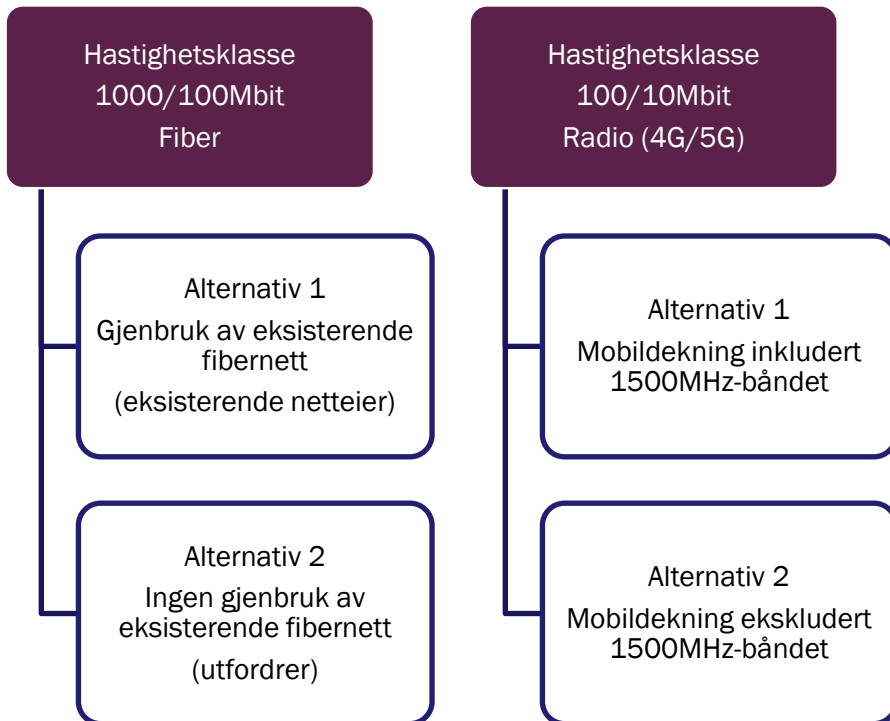 Hastighetsklasse
1000/100Mbit
Fiber
Alternativ 1
Gjenbruk av eksisterende
fibernett
(eksisterende netteier)
Alternativ 2
Ingen gjenbruk av
eksisterende fibernett
(utfordrer)
Hastighetsklasse
100/10Mbit
Radio (4G/5G)
Alternativ 1
Mobildekning inkludert
1500MHz-båndet
Alternativ 2
Mobildekning ekskludert
1500MHz-båndet